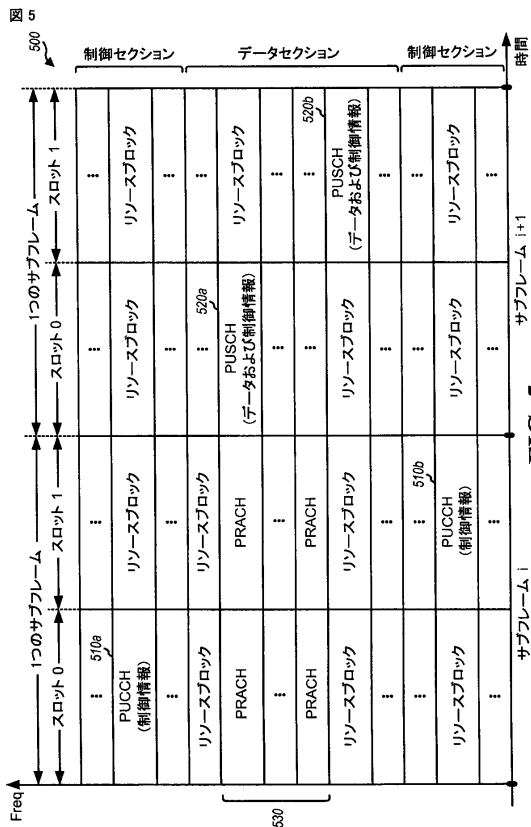 図 5
500
1つのサブフレーム 1つのサブフレーム
スロット 0 スロット 1 スロット 0 スロット 1
Freq
制御セクション
データセクション
制御セクション
... 510a ... ... ...
PUCCH
(制御情報)
リソースブロック リソースブロック リソースブロック
... ... ... ...
リソースブロック リソースブロック ... 520a ...
PRACH PRACH
PUSCH
(データおよび制御情報)
リソースブロック
... ... ... ...
530
PRACH PRACH ... ... 520b
リソースブロック リソースブロック リソースブロック
PUSCH
(データおよび制御情報)
... ... ... ...
... ... 510b ... ...
リソースブロック
PUCCH
(制御情報)
リソースブロック リソースブロック
... ... ... ...
サブフレーム i サブフレーム i+1
時間